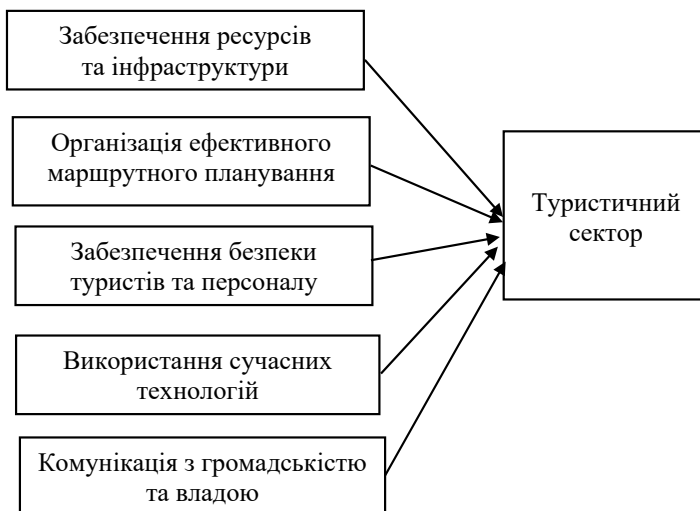 Забезпечення ресурсів
та інфраструктури
Організація ефективного
маршрутного планування
Забезпечення безпеки
туристів та персоналу
Використання сучасних
технологій
Комунікація з громадськістю
та владою
Туристичний
сектор